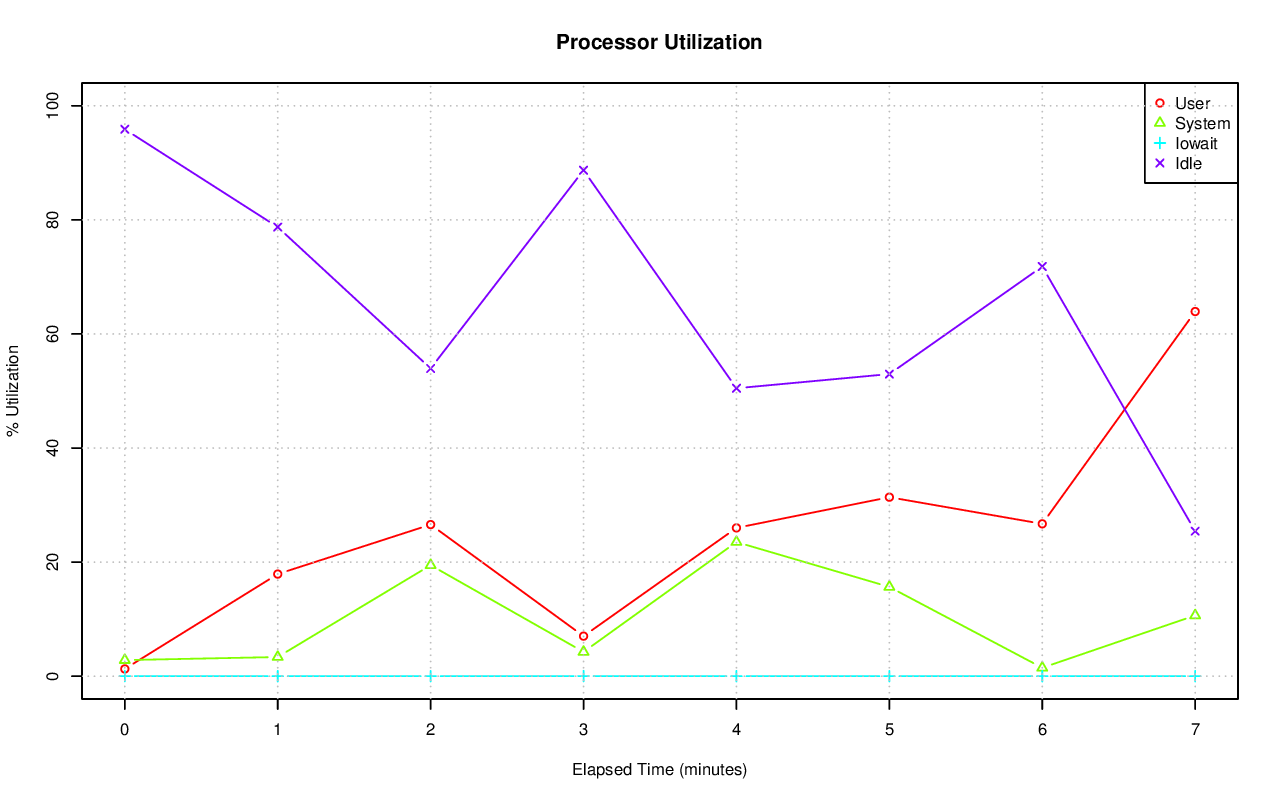 Processor Utilization
% Utilization
100
80
60
40
20
0
User
System
Iowait
Idle
0 1 2 3 4 5 6 7
Elapsed Time (minutes)